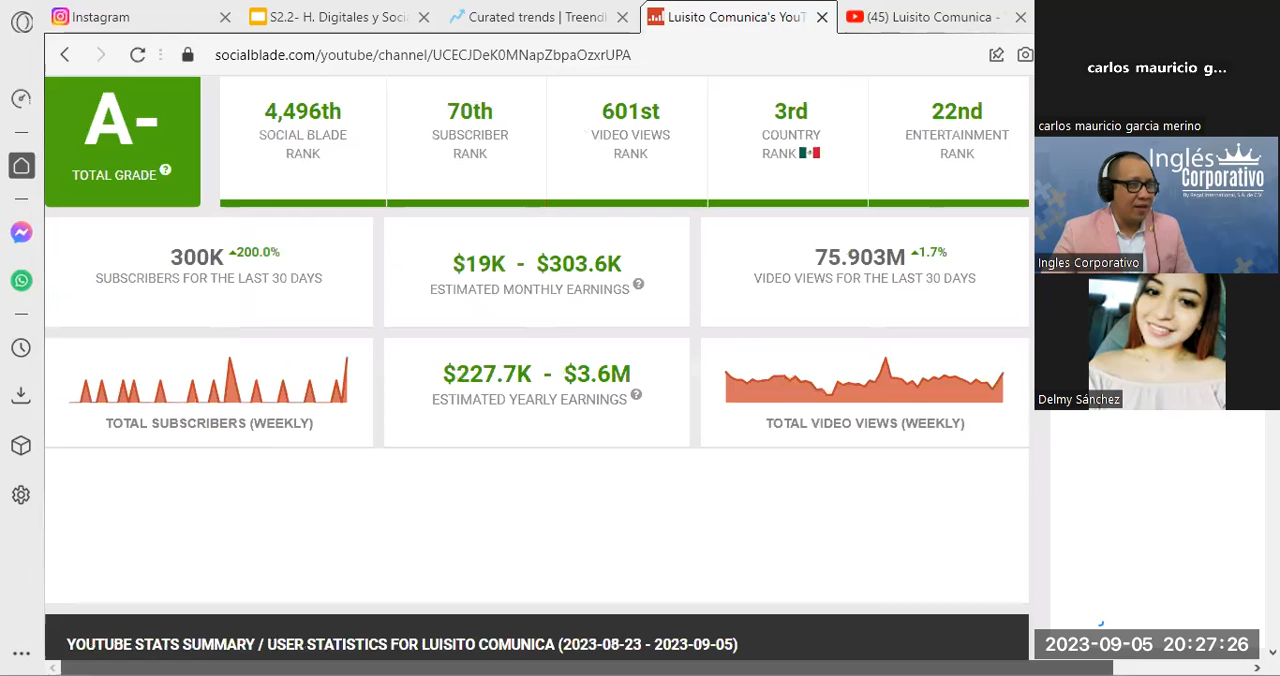 Instagram
S2.2- H. Digitales y Soci
Curated trends | Treendl
Luisito Comunica's YouT
(45) Luisito Comunica -
socialblade.com/youtube/channel/UCECJDeK0MNapZbpaOzxrUPA
A-
TOTAL GRADE
4,496th
SOCIAL BLADE
RANK
70th
SUBSCRIBER
RANK
601st
VIDEO VIEWS
RANK
3rd
COUNTRY
RANK
22nd
ENTERTAINMENT
RANK
300K 200.0%
SUBSCRIBERS FOR THE LAST 30 DAYS
$19K - $303.6K
ESTIMATED MONTHLY EARNINGS
75.903M 1.7%
VIDEO VIEWS FOR THE LAST 30 DAYS
TOTAL SUBSCRIBERS (WEEKLY)
$227.7K - $3.6M
ESTIMATED YEARLY EARNINGS
TOTAL VIDEO VIEWS (WEEKLY)
YOUTUBE STATS SUMMARY / USER STATISTICS FOR LUISITO COMUNICA (2023-08-23 - 2023-09-05)
carlos mauricio g...
carlos mauricio garcia merino
Inglés
Corporativo
Ingles Corporativo
Delmy Sánchez
2023-09-05 20:27:26